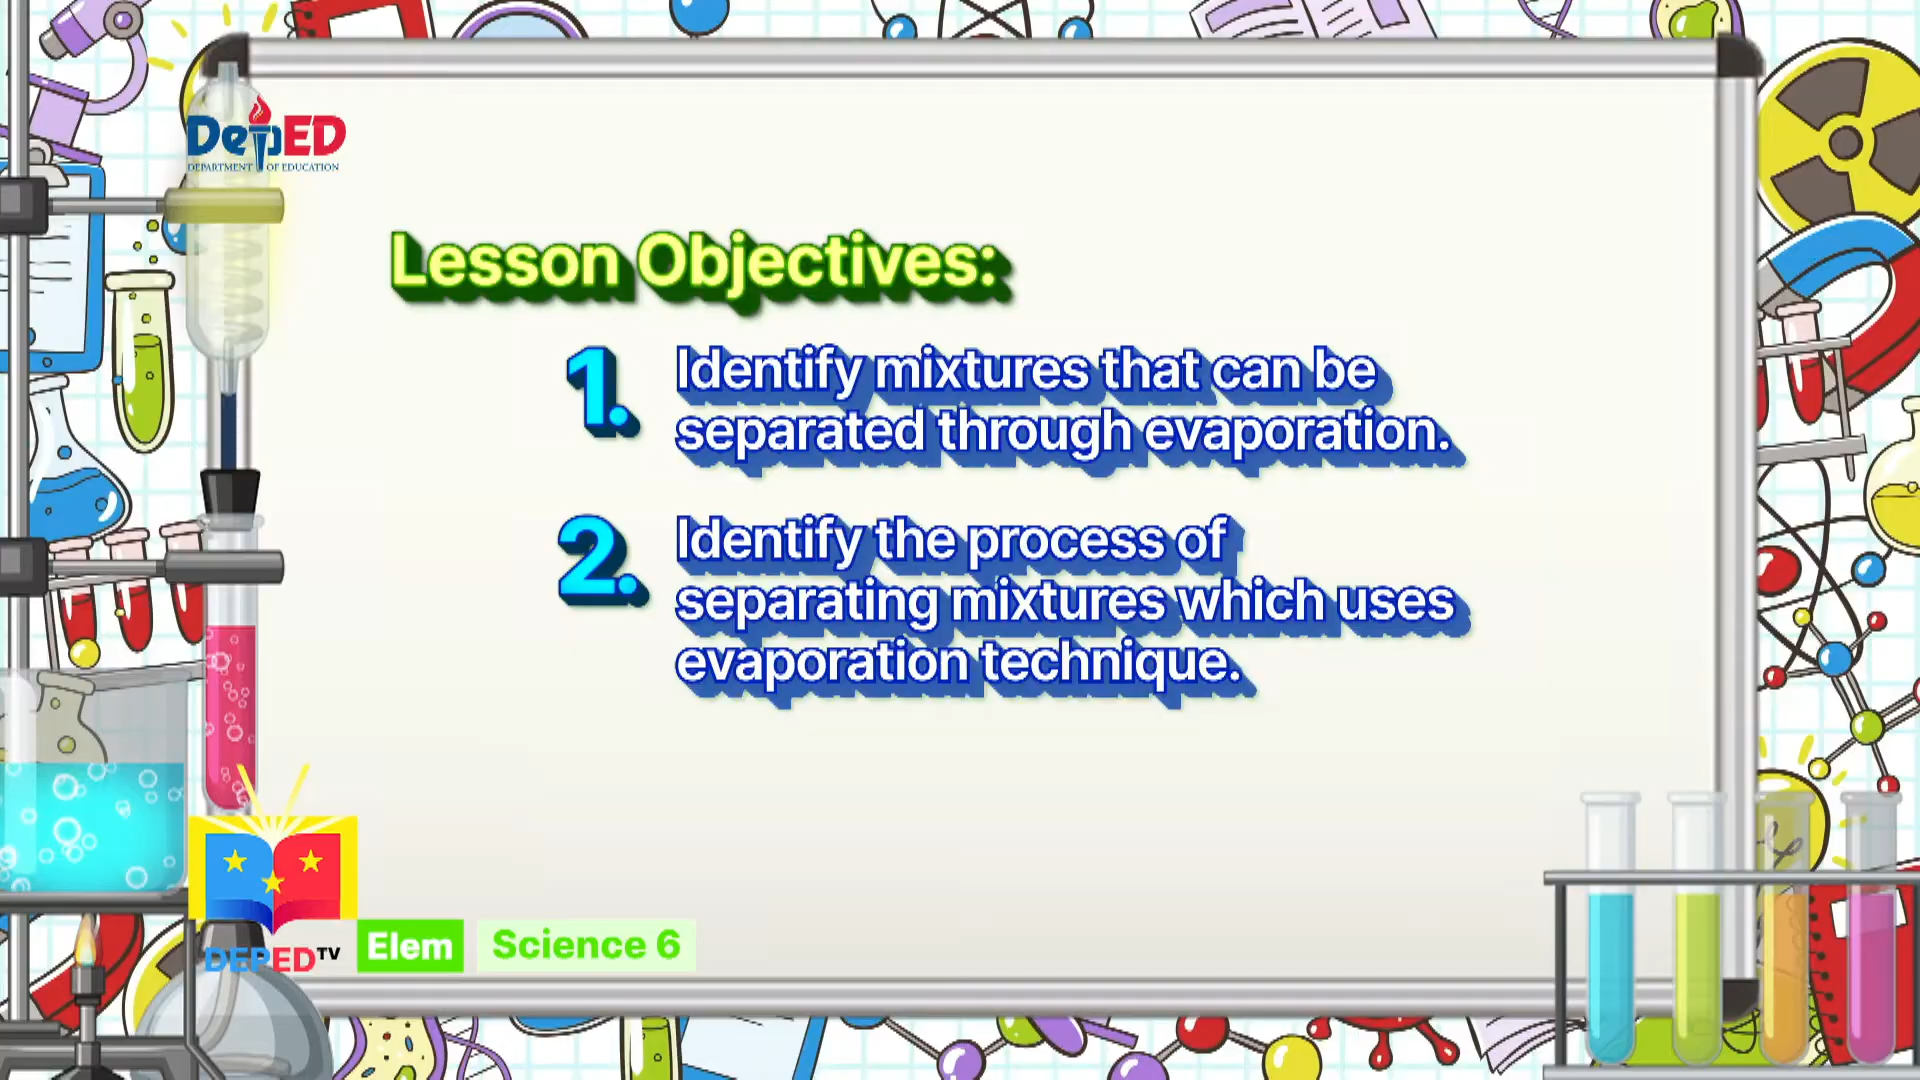 DepED
DEPARTMENT OF EDUCATION
Lesson Objectives:
1. Identify mixtures that can be
separated through evaporation.
2. Identify the process of
separating mixtures which uses
evaporation technique.
DEPED TV
Elem Science 6